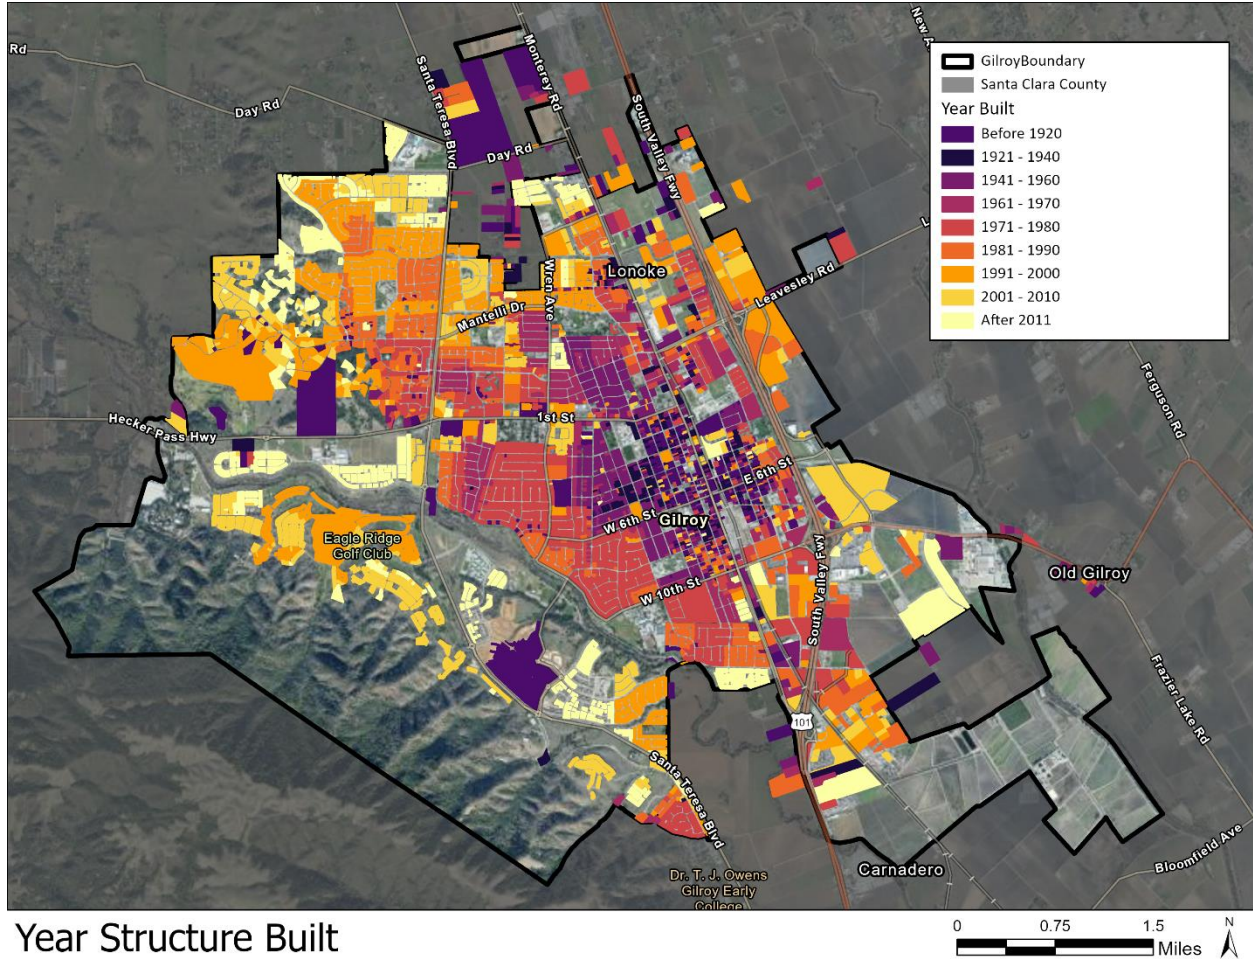 Rd
Day Rd
Santa Teresa Blvd
Monterey Rd
South Valley Fwy
New A
Day Rd
GilroyBoundary
Santa Clara County
Year Built
Before 1920
1921 - 1940
1941 - 1960
1961 - 1970
1971 - 1980
1981 - 1990
1991 - 2000
2001 - 2010
After 2011
L
Lonoke
Wren Ave
Leavesley Rd
Mantelli Dr
Ferguson Rd
Hecker Pass Hwy
1st St
E 6th St
W 6th St
Gilroy
Eagle Ridge
Golf Club
W 10th St
South Valley Fwy
Old Gilroy
Frazier Lake Rd
101
Santa Teresa Blvd
Bloomfield Ave
Carnadero
Dr. T. J. Owens
Gilroy Early
College
Year Structure Built
0 0.75 1.5
Miles
N